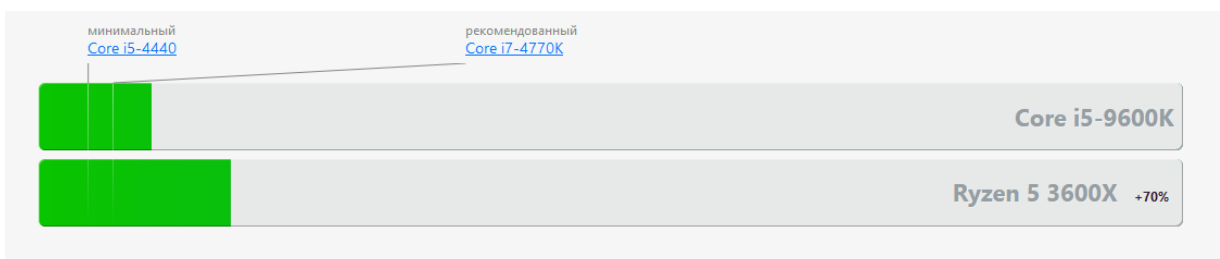 минимальный
Core i5-4440
рекомендованный
Core i7-4770K
Core i5-9600K
Ryzen 5 3600X +70%